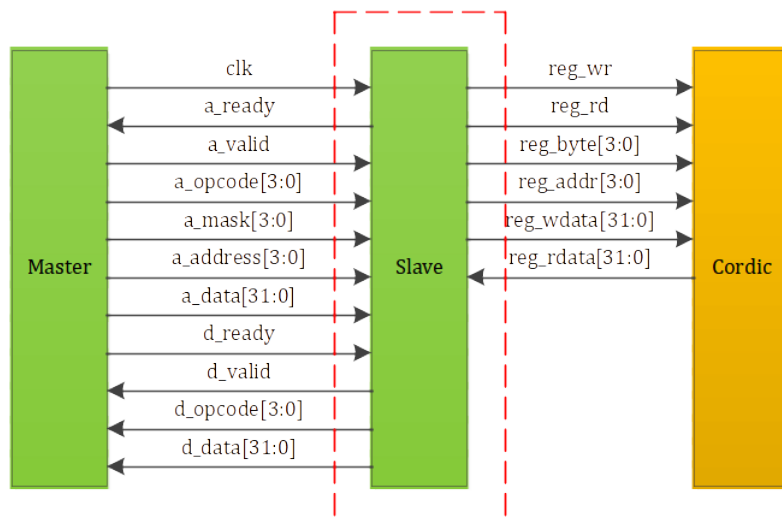 clk
a_ready
a_valid
a_opcode[3:0]
a_mask[3:0]
a_address[3:0]
a_data[31:0]
d_ready
d_valid
d_opcode[3:0]
d_data[31:0]
Master
Slave
reg_wr
reg_rd
reg_byte[3:0]
reg_addr[3:0]
reg_wdata[31:0]
reg_rdata[31:0]
Cordic